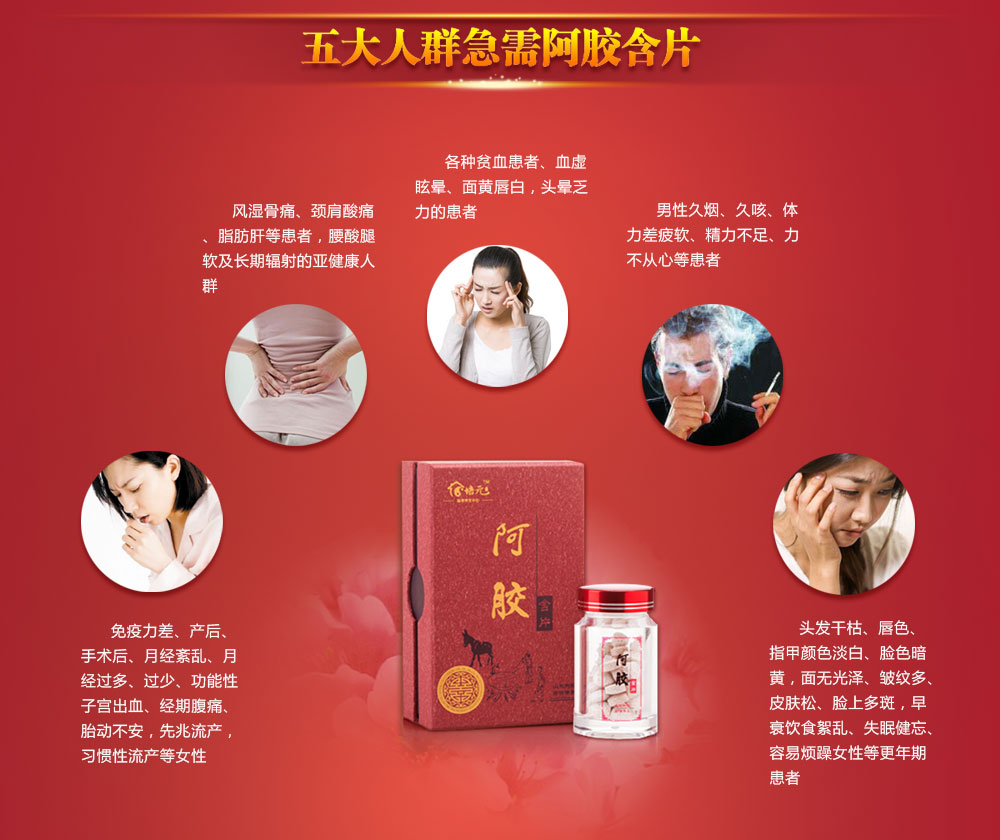 五大人群急需阿胶含片
各种贫血患者、血虚
眩晕、面黄唇白，头晕乏
力的患者
风湿骨痛、颈肩酸痛
、脂肪肝等患者，腰酸腿
软及长期辐射的亚健康人
群
男性久烟、久咳、体
力差疲软、精力不足、力
不从心等患者
免疫力差、产后、
手术后、月经紊乱、月
经过多、过少、功能性
子宫出血、经期腹痛、
胎动不安，先兆流产，
习惯性流产等女性
阿
胶
含片
阿
胶
头发干枯、唇色、
指甲颜色淡白、脸色暗
黄，面无光泽、皱纹多、
皮肤松、脸上多斑，早
衰饮食絮乱、失眠健忘、
容易烦躁女性等更年期
患者